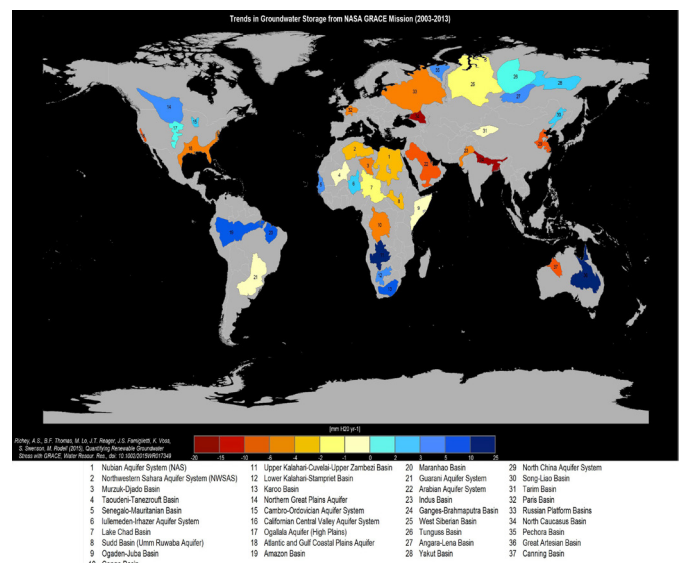 Trends in Groundwater Storage from NASA GRACE Mission (2003-2013)
[mm H20 yr-1]
-20 -15 -10 -6 -4 -2 -1 0 2 3 5 10 25
Richey, A.S., B.F. Thomas, M. Lo, J.T. Reager, J.S. Famiglietti, K. Voss,
S. Swenson, M. Rodell (2015), Quantifying Renewable Groundwater
Stress with GRACE, Water Resour. Res., doi: 10.1002/2015WR017349
1 Nubian Aquifer System (NAS)
2 Northwestern Sahara Aquifer System (NWSAS)
3 Murzuk-Djado Basin
4 Taoudeni-Tanezrouft Basin
5 Senegalo-Mauritanian Basin
6 Iullemeden-Irhazer Aquifer System
7 Lake Chad Basin
8 Sudd Basin (Umm Ruwaba Aquifer)
9 Ogaden-Juba Basin
11 Upper Kalahari-Cuvelai-Upper Zambezi Basin
12 Lower Kalahari-Stampriet Basin
13 Karoo Basin
14 Northern Great Plains Aquifer
15 Cambro-Ordovician Aquifer System
16 Californian Central Valley Aquifer System
17 Ogallala Aquifer (High Plains)
18 Atlantic and Gulf Coastal Plains Aquifer
19 Amazon Basin
20 Maranhao Basin
21 Guarani Aquifer System
22 Arabian Aquifer System
23 Indus Basin
24 Ganges-Brahmaputra Basin
25 West Siberian Basin
26 Tunguss Basin
27 Angara-Lena Basin
28 Yakut Basin
29 North China Aquifer System
30 Song-Liao Basin
31 Tarim Basin
32 Paris Basin
33 Russian Platform Basins
34 North Caucasus Basin
35 Pechora Basin
36 Great Artesian Basin
37 Canning Basin